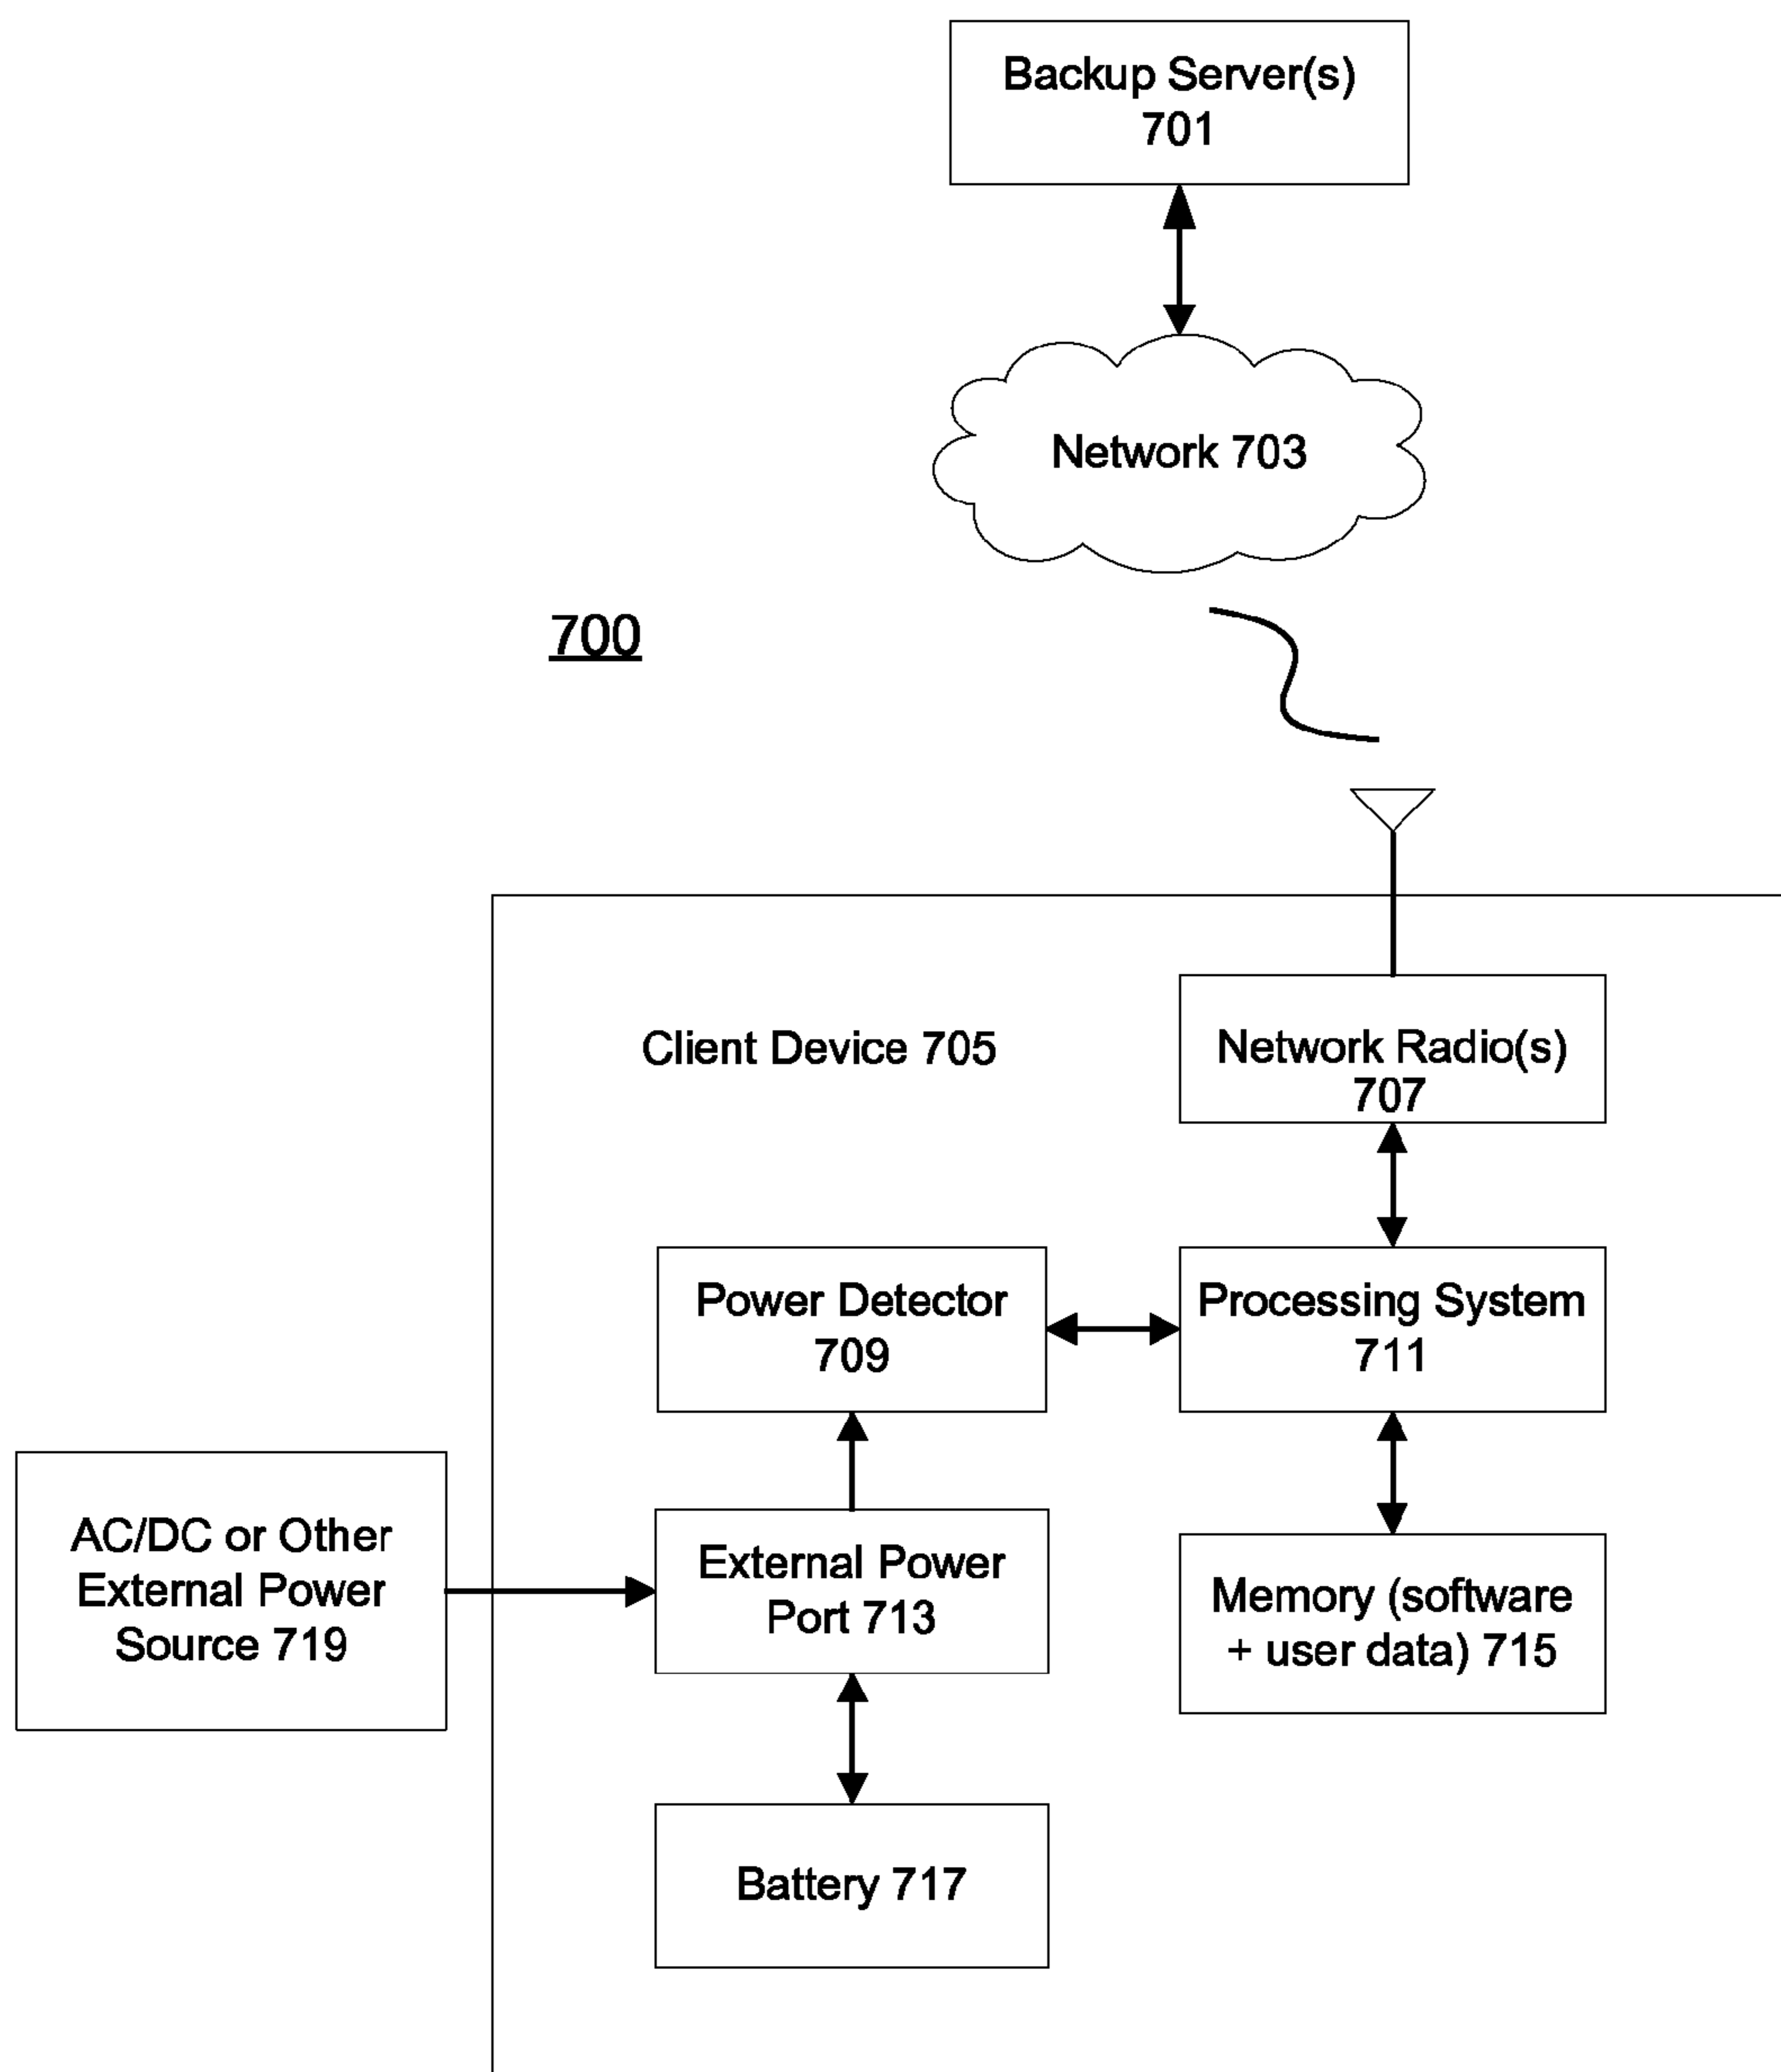 Backup Server(s)
701
Network 703
700
Client Device 705
Network Radio(s)
707
Power Detector
709
Processing System
711
AC/DC or Other
External Power
Source 719
External Power
Port 713
Memory (software
+ user data) 715
Battery 717